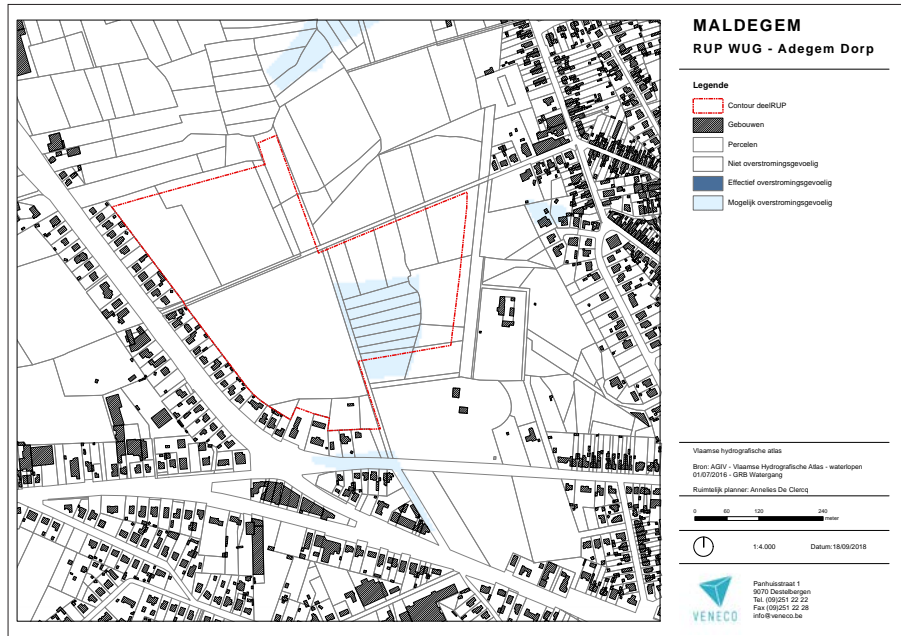 MALDEGEM
RUP WUG - Adegem Dorp
Legende
Contour deelRUP
Gebouwen
Percelen
Niet overstromingsgevoelig
Effectief overstromingsgevoelig
Mogelijk overstromingsgevoelig
Vlaamse hydrografische atlas
Bron: AGIV - Vlaamse Hydrografische Atlas - waterlopen
01/07/2016 - GRB Watergang
Ruimtelijk planner: Annelies De Clercq
0 60 120 240
meter
1:4.000 Datum:18/09/2018
VENECO
Panhuisstraat 1
9070 Destelbergen
Tel. (09)251 22 22
Fax (09)251 22 28
info@veneco.be